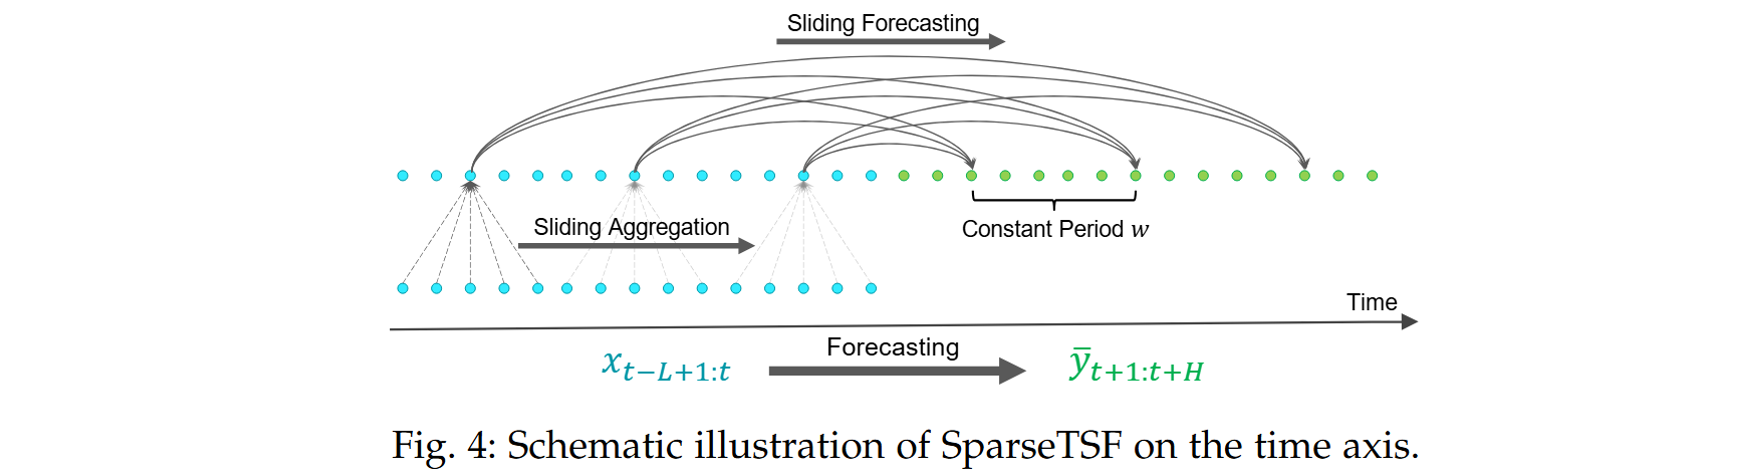 Sliding Forecasting
Sliding Aggregation
Constant Period w
Time
Forecasting
x_{t−L+1:t}
ȳ_{t+1:t+H}
Fig. 4: Schematic illustration of SparseTSF on the time axis.